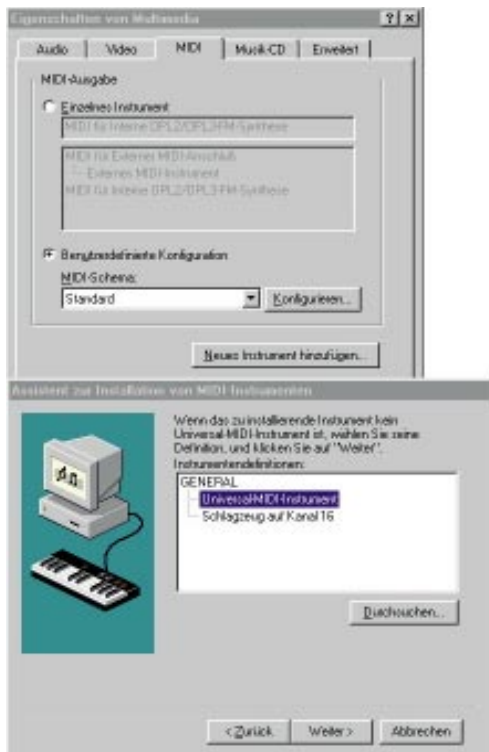 Eigenschaften von Multimedia
Audio Video MIDI Musik-CD Erweitert
MIDI-Ausgabe
Einzelnes Instrument
MIDI für Interne OPL2/OPL3-FM-Synthese
MIDI für Externen MIDI-Anschluß
Externes MIDI-Instrument
MIDI für Interne OPL2/OPL3-FM-Synthese
Benutzerdefinierte Konfiguration
MIDI-Schema:
Standard Konfigurieren...
Neues Instrument hinzufügen...
Assistent zur Installation von MIDI-Instrumenten
Wenn das zu installierende Instrument kein
Universal-MIDI-Instrument ist, wählen Sie seine
Definition, und klicken Sie auf "Weiter".
Instrumentendefinitionen:
GENERAL
Universal-MIDI-Instrument
Schlagzeug auf Kanal 16
Durchsuchen...
< Zurück Weiter > Abbrechen